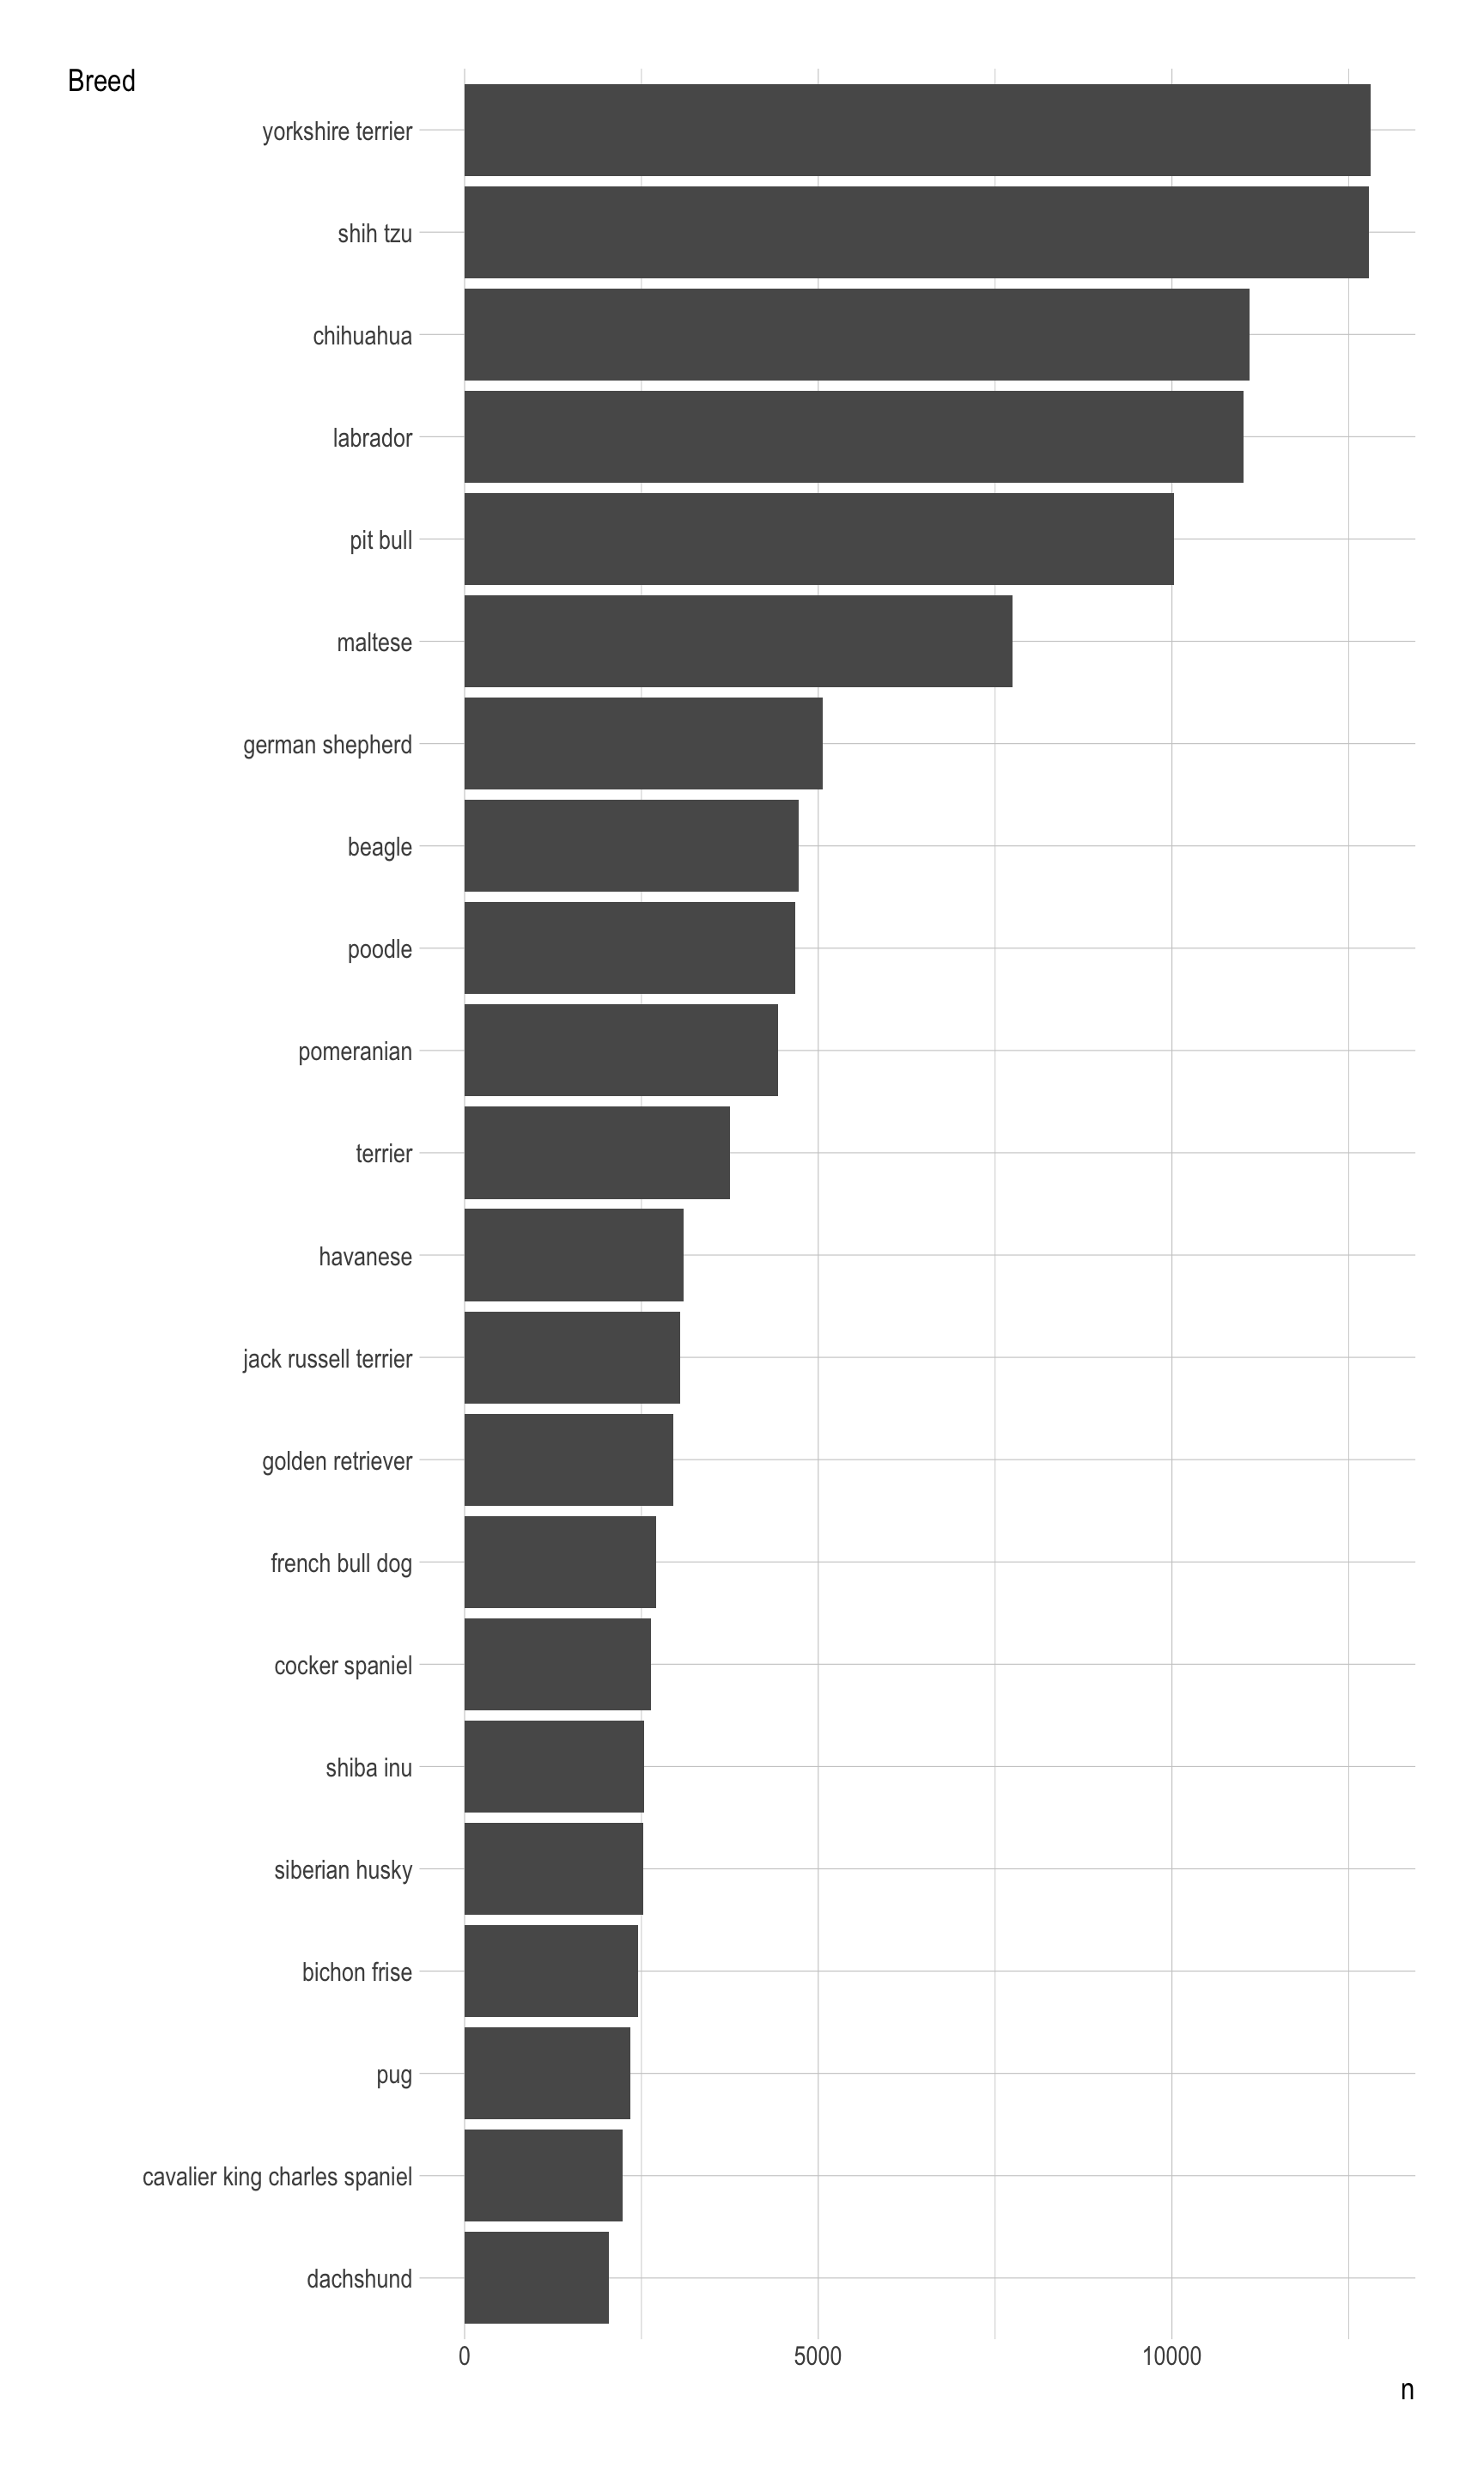 Breed
yorkshire terrier
shih tzu
chihuahua
labrador
pit bull
maltese
german shepherd
beagle
poodle
pomeranian
terrier
havanese
jack russell terrier
golden retriever
french bull dog
cocker spaniel
shiba inu
siberian husky
bichon frise
pug
cavalier king charles spaniel
dachshund
0 5000 10000
n